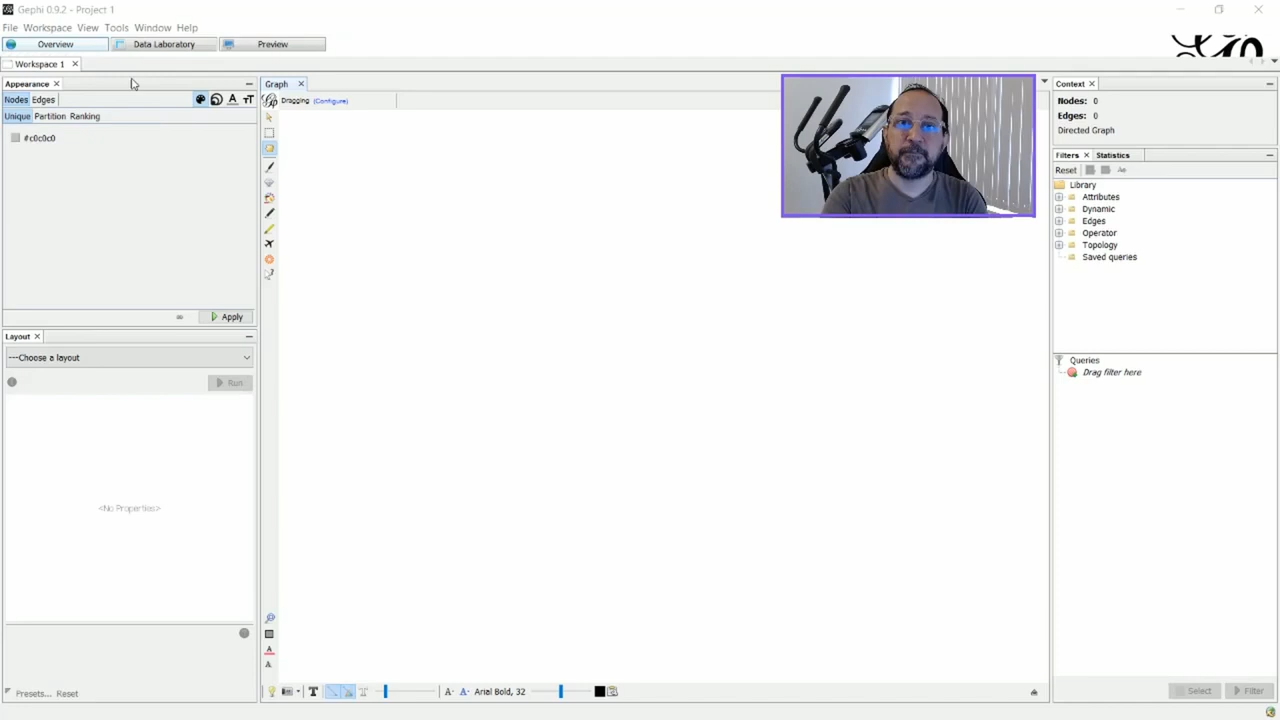 Gephi 0.9.2 - Project 1
File Workspace View Tools Window Help
Overview Data Laboratory Preview
Workspace 1
Appearance
Nodes Edges
Unique Partition Ranking
#c0c0c0
Apply
Layout
---Choose a layout
Run
<No Properties>
Presets... Reset
Graph
Dragging (Configure)
Arial Bold, 32
Context
Nodes: 0
Edges: 0
Directed Graph
Filters Statistics
Reset
Library
Attributes
Dynamic
Edges
Operator
Topology
Saved queries
Queries
Drag filter here
Select Filter